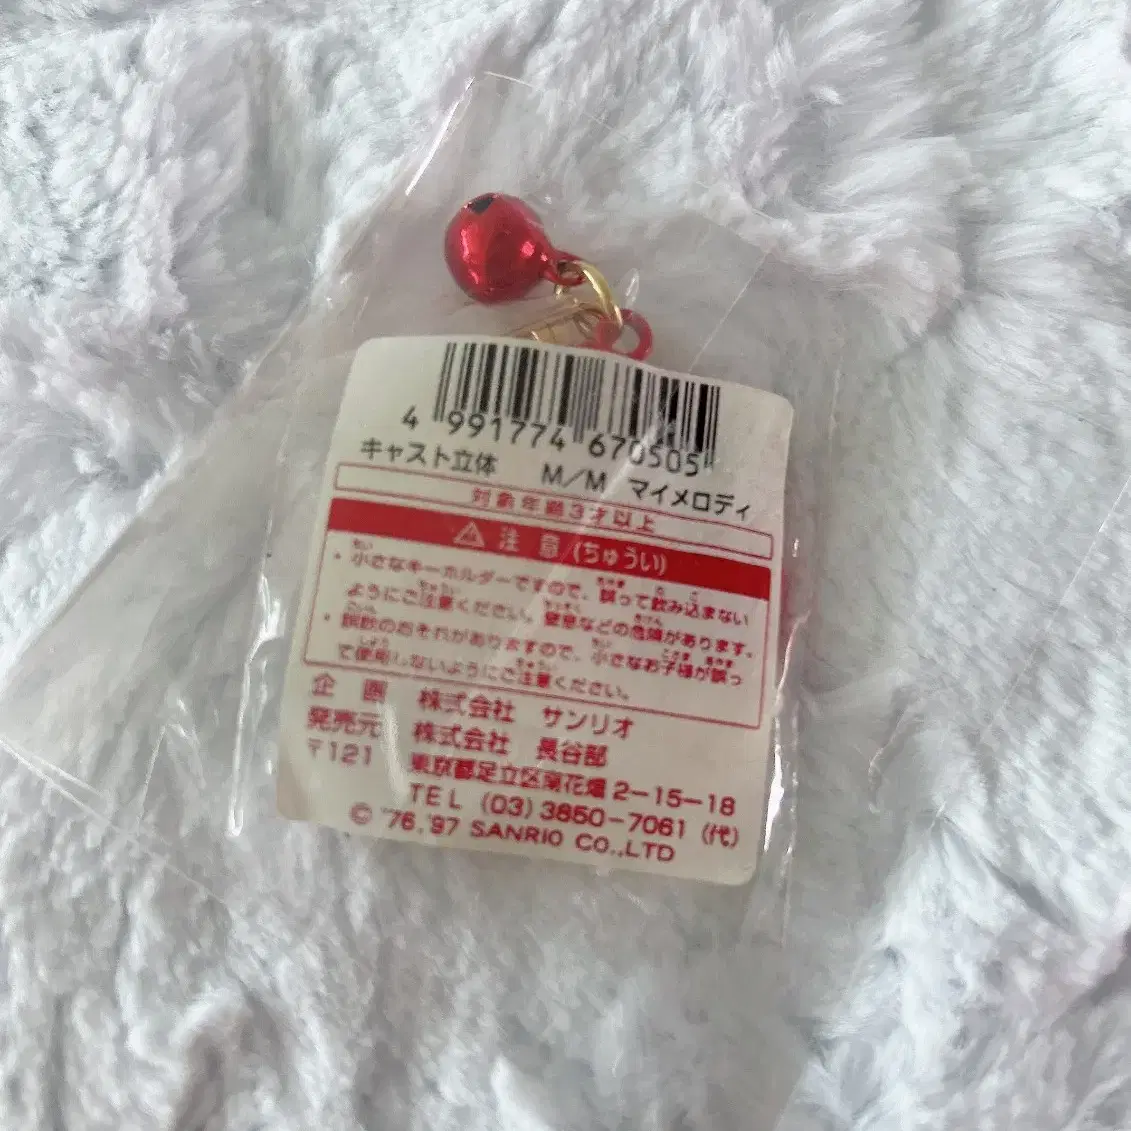 4 991774 670505
キャスト立体 M/M マイメロディ
対象年齢3才以上
注意(ちゅうい)
・小さなキーホルダーですので、誤って飲み込まない
ようにご注意ください。窒息などの危険があります。
・誤飲のおそれがありますので、小さなお子様が誤っ
て使用しないようにご注意ください。
企画 株式会社 サンリオ
発売元 株式会社 長谷部
〒121 東京都足立区菊花畑2-15-18
TEL (03)3850-7061 (代)
© '76,'97 SANRIO CO.,LTD